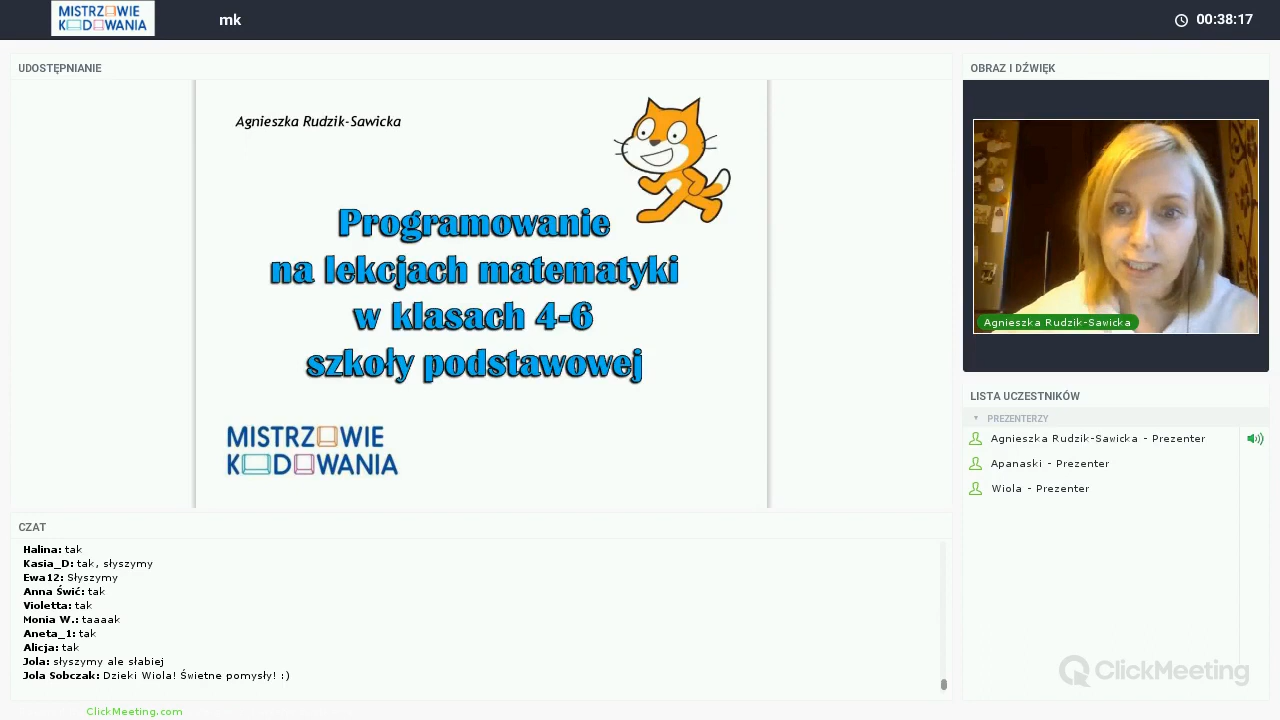 MISTRZOWIE
KODOWANIA
mk
00:38:17
UDOSTĘPNIANIE
Agnieszka Rudzik-Sawicka
Programowanie
na lekcjach matematyki
w klasach 4-6
szkoły podstawowej
MISTRZOWIE
KODOWANIA
CZAT
Halina: tak
Kasia_D: tak, słyszymy
Ewa12: Słyszymy
Anna Świć: tak
Violetta: tak
Monia W.: taaaak
Aneta_1: tak
Alicja: tak
Jola: słyszymy ale słabiej
Jola Sobczak: Dzieki Wiola! Świetne pomysły! :)
ClickMeeting.com
OBRAZ I DŹWIĘK
Agnieszka Rudzik-Sawicka
LISTA UCZESTNIKÓW
PREZENTERZY
Agnieszka Rudzik-Sawicka - Prezenter
Apanaski - Prezenter
Wiola - Prezenter
ClickMeeting